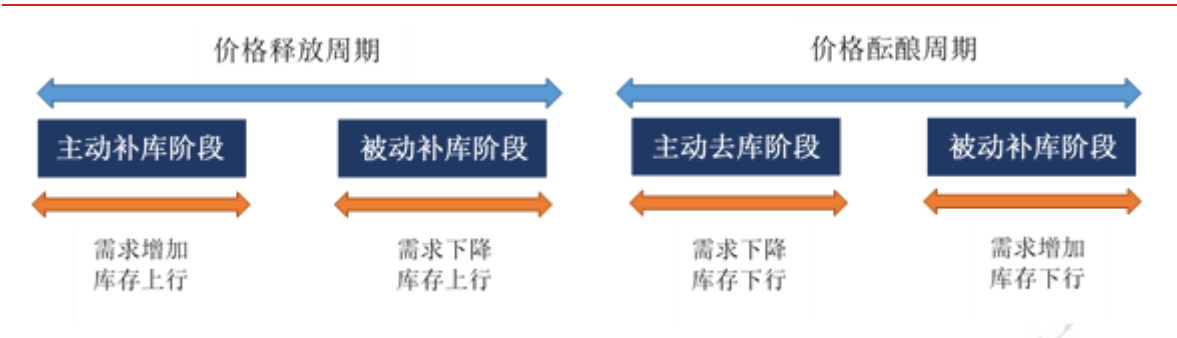 价格释放周期
价格酝酿周期
主动补库阶段
被动补库阶段
主动去库阶段
被动补库阶段
需求增加
库存上行
需求下降
库存上行
需求下降
库存下行
需求增加
库存下行